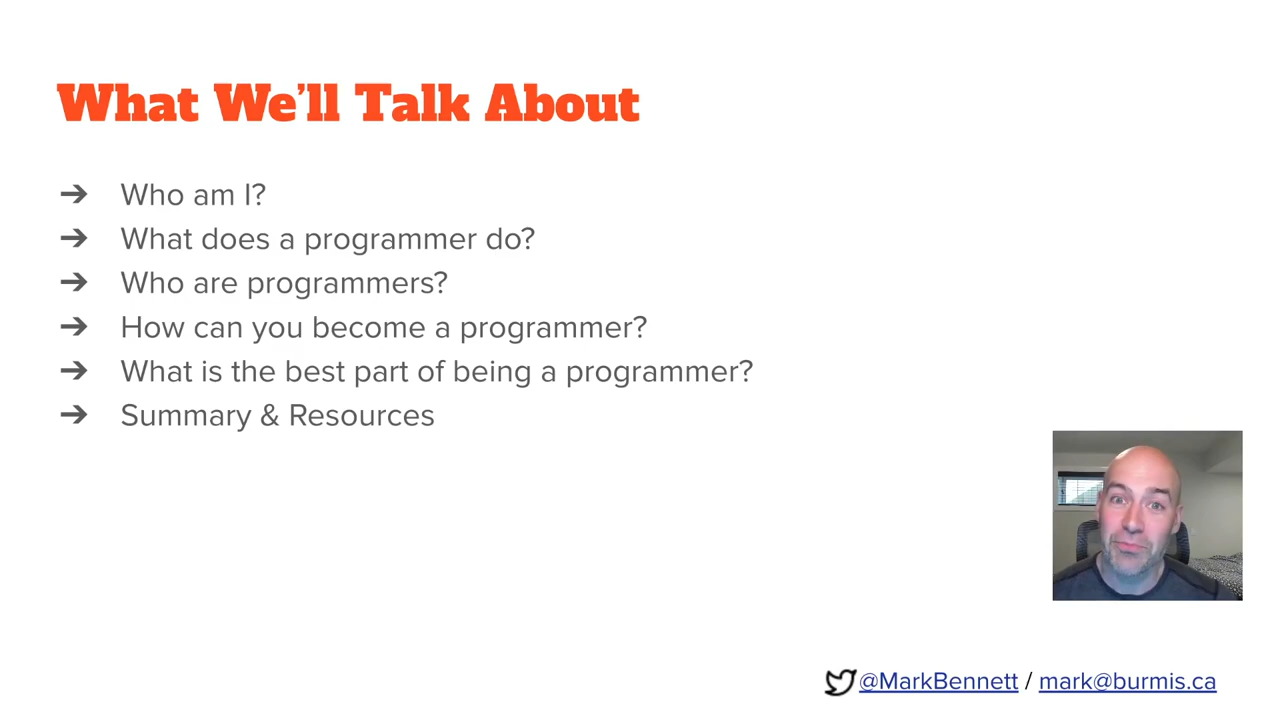 What We’ll Talk About
➔ Who am I?
➔ What does a programmer do?
➔ Who are programmers?
➔ How can you become a programmer?
➔ What is the best part of being a programmer?
➔ Summary & Resources
@MarkBennett / mark@burmis.ca